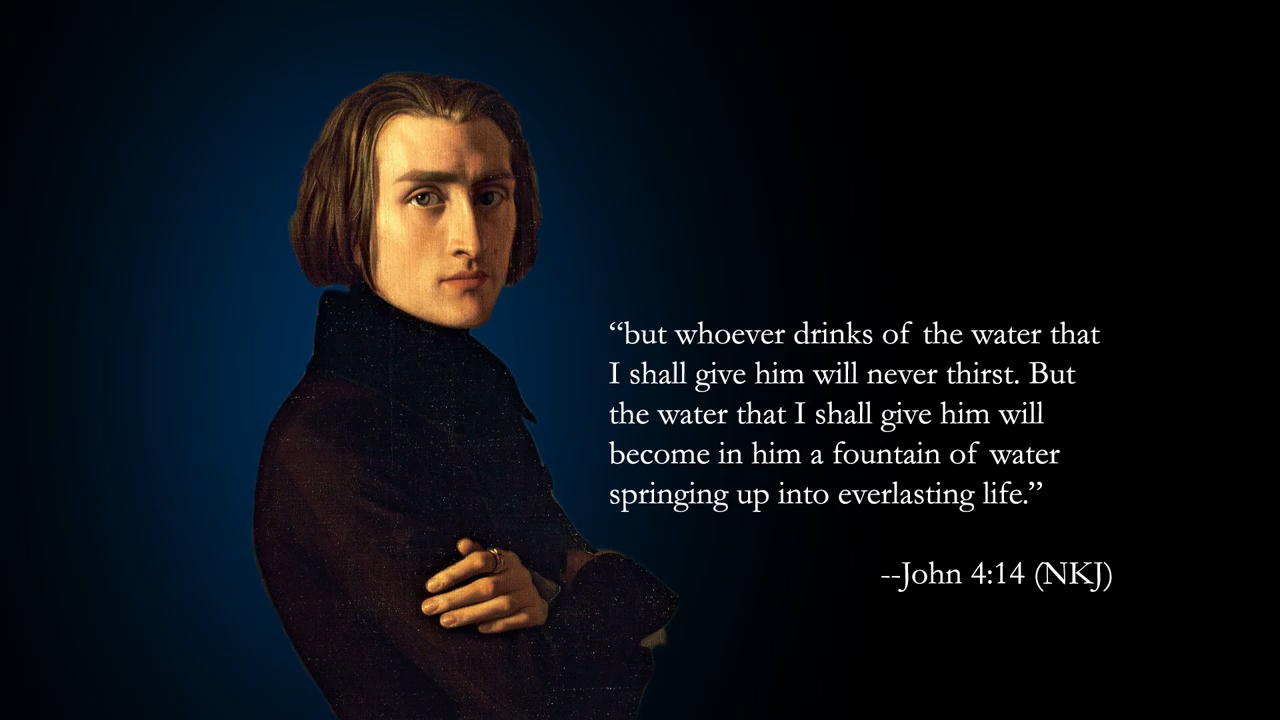 “but whoever drinks of the water that
I shall give him will never thirst. But
the water that I shall give him will
become in him a fountain of water
springing up into everlasting life.”
--John 4:14 (NKJ)